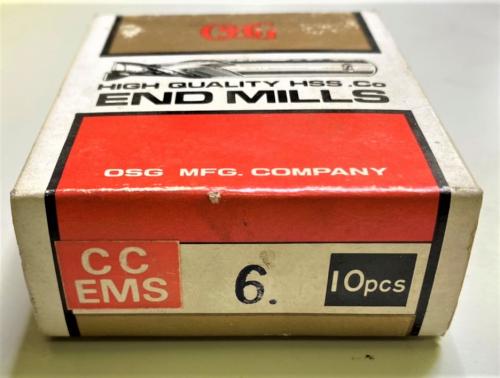 OSG
HIGH QUALITY HSS.Co
END MILLS
OSG MFG. COMPANY
CC
EMS
6.
10pcs